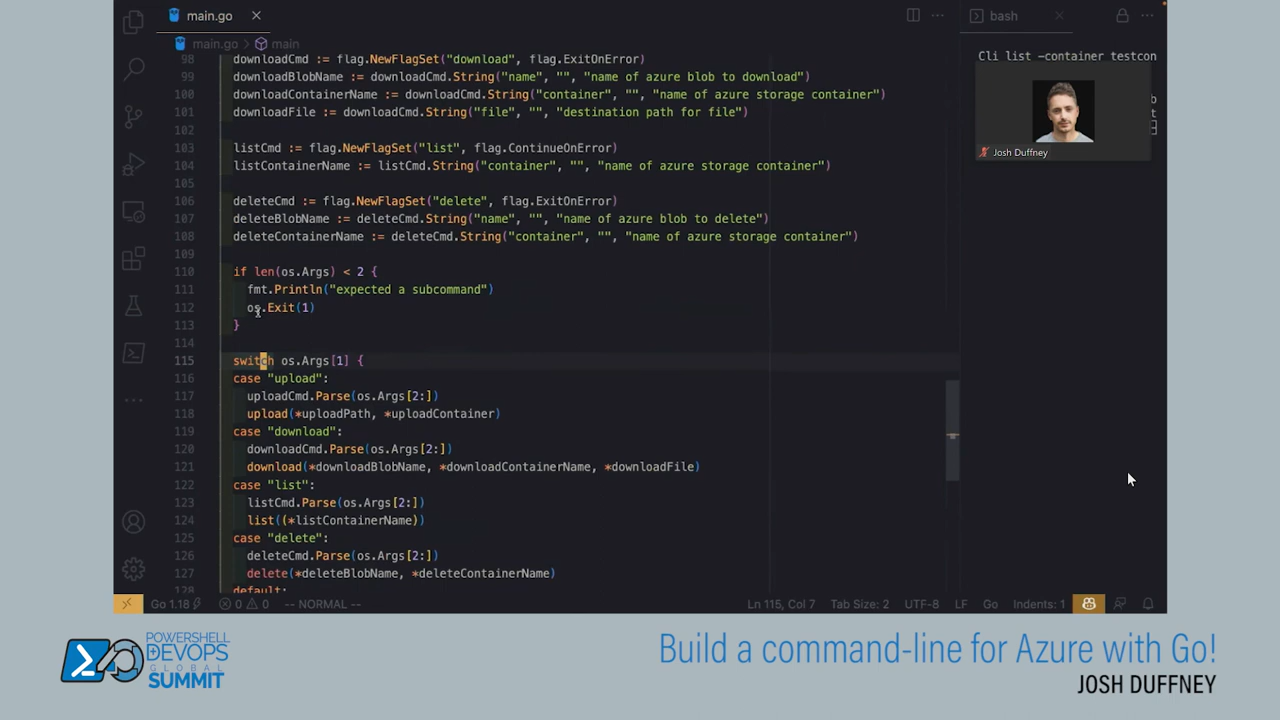 main.go
bash
main.go > main
98 downloadCmd := flag.NewFlagSet("download", flag.ExitOnError)
99 downloadBlobName := downloadCmd.String("name", "", "name of azure blob to download")
100 downloadContainerName := downloadCmd.String("container", "", "name of azure storage container")
101 downloadFile := downloadCmd.String("file", "", "destination path for file")
102
103 listCmd := flag.NewFlagSet("list", flag.ContinueOnError)
104 listContainerName := listCmd.String("container", "", "name of azure storage container")
105
106 deleteCmd := flag.NewFlagSet("delete", flag.ExitOnError)
107 deleteBlobName := deleteCmd.String("name", "", "name of azure blob to delete")
108 deleteContainerName := deleteCmd.String("container", "", "name of azure storage container")
109
110 if len(os.Args) < 2 {
111 fmt.Println("expected a subcommand")
112 os.Exit(1)
113 }
114
115 switch os.Args[1] {
116 case "upload":
117 uploadCmd.Parse(os.Args[2:])
118 upload(*uploadPath, *uploadContainer)
119 case "download":
120 downloadCmd.Parse(os.Args[2:])
121 download(*downloadBlobName, *downloadContainerName, *downloadFile)
122 case "list":
123 listCmd.Parse(os.Args[2:])
124 list((*listContainerName))
125 case "delete":
126 deleteCmd.Parse(os.Args[2:])
127 delete(*deleteBlobName, *deleteContainerName)
128 default:
Cli list -container testcon
b
t
Josh Duffney
Go 1.18
0 0
-- NORMAL --
Ln 115, Col 7
Tab Size: 2
UTF-8
LF
Go
Indents: 1
POWERSHELL
DEVOPS
GLOBAL
SUMMIT
Build a command-line for Azure with Go!
JOSH DUFFNEY